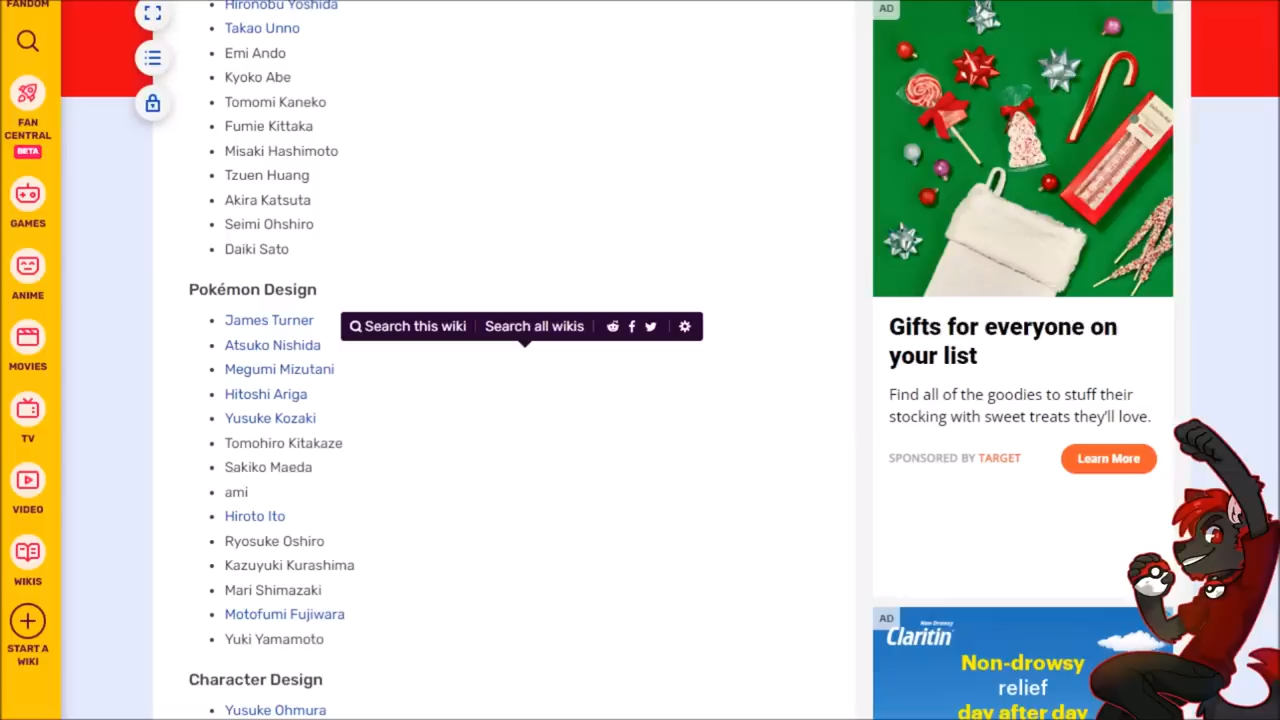 FANDOM
FAN
CENTRAL
BETA
GAMES
ANIME
MOVIES
TV
VIDEO
WIKIS
START A
WIKI
Hironobu Yoshida
Takao Unno
Emi Ando
Kyoko Abe
Tomomi Kaneko
Fumie Kittaka
Misaki Hashimoto
Tzuen Huang
Akira Katsuta
Seimi Ohshiro
Daiki Sato
Pokémon Design
James Turner
Search this wiki
Search all wikis
Atsuko Nishida
Megumi Mizutani
Hitoshi Ariga
Yusuke Kozaki
Tomohiro Kitakaze
Sakiko Maeda
ami
Hiroto Ito
Ryosuke Oshiro
Kazuyuki Kurashima
Mari Shimazaki
Motofumi Fujiwara
Yuki Yamamoto
Character Design
Yusuke Ohmura
AD
Gifts for everyone on
your list
Find all of the goodies to stuff their
stocking with sweet treats they'll love.
SPONSORED BY TARGET
Learn More
AD
Non-Drowsy
Claritin
Non-drowsy
relief
day after day